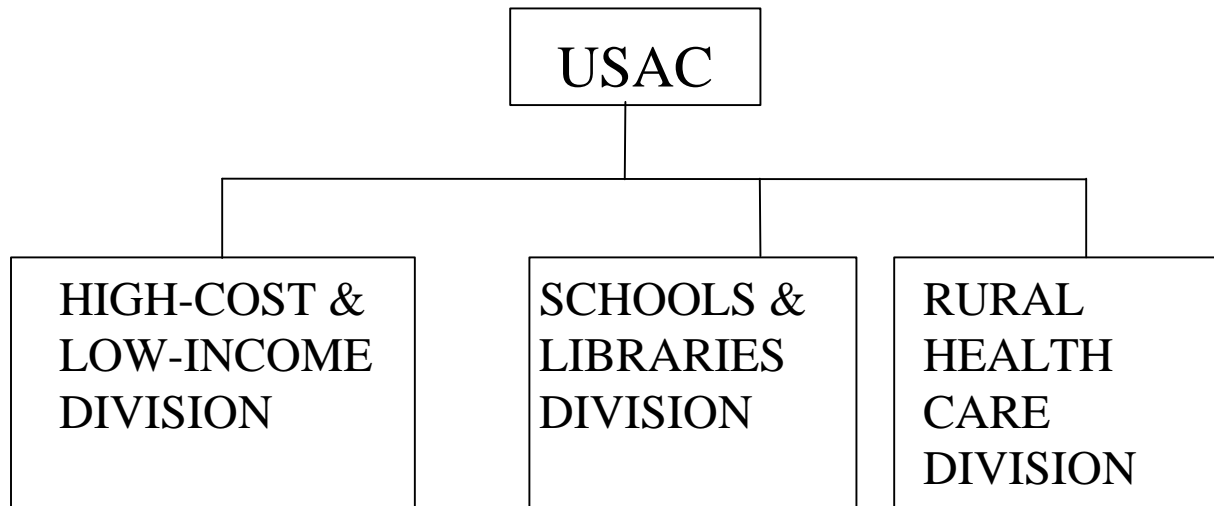 USAC
HIGH-COST &
LOW-INCOME
DIVISION
SCHOOLS &
LIBRARIES
DIVISION
RURAL
HEALTH
CARE
DIVISION